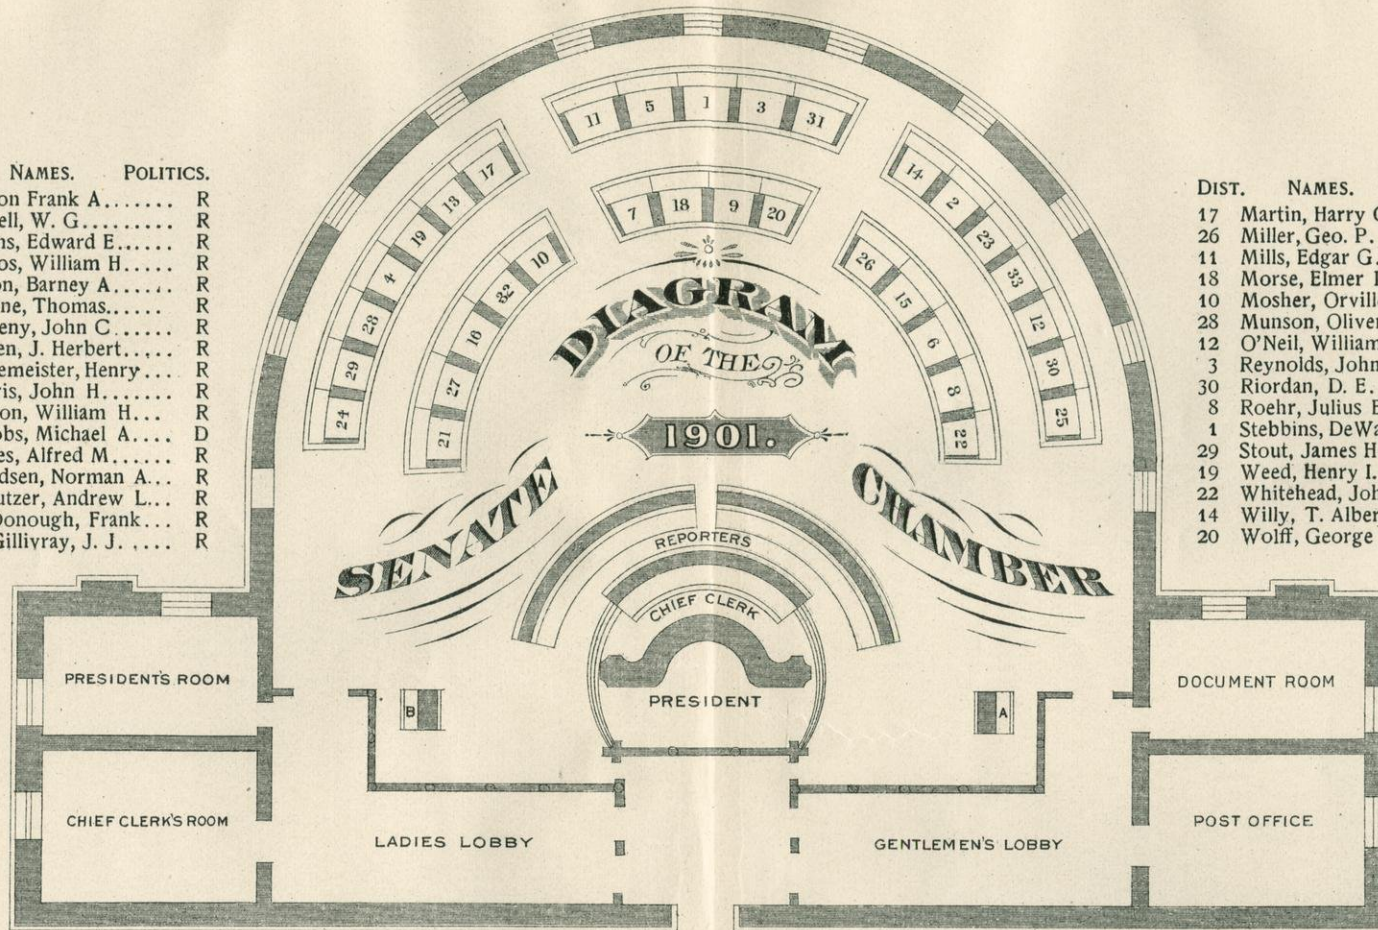 NAMES. POLITICS.
on Frank A....... R
ell, W. G......... R
ns, Edward E...... R
os, William H..... R
on, Barney A...... R
ne, Thomas...... R
eny, John C...... R
en, J. Herbert..... R
emeister, Henry... R
ris, John H....... R
on, William H... R
bs, Michael A.... D
es, Alfred M...... R
dsen, Norman A... R
utzer, Andrew L... R
Donough, Frank... R
Gillivray, J. J. ..... R
11 5 1 3 31
24 29 28 4 19 13 17
14 2 23 33 12 30 25
7 18 9 20
21 27 16 32 10
26 15 6 8 22
DIAGRAM
OF THE
1901.
SENATE CHAMBER
REPORTERS
CHIEF CLERK
PRESIDENT
B
A
PRESIDENT'S ROOM
CHIEF CLERK'S ROOM
LADIES LOBBY
GENTLEMEN'S LOBBY
DOCUMENT ROOM
POST OFFICE
DIST. NAMES.
17 Martin, Harry
26 Miller, Geo. P.
11 Mills, Edgar G.
18 Morse, Elmer
10 Mosher, Orvill
28 Munson, Oliver
12 O'Neil, William
3 Reynolds, John
30 Riordan, D. E.
8 Roehr, Julius
1 Stebbins, DeWa
29 Stout, James H
19 Weed, Henry I.
22 Whitehead, Joh
14 Willy, T. Alber
20 Wolff, George